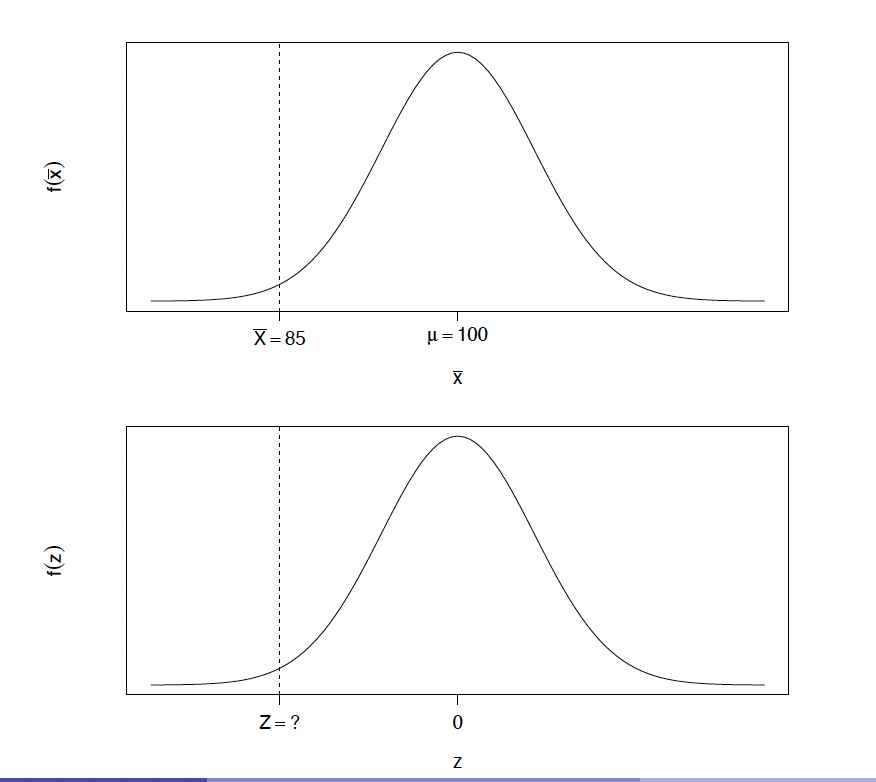 f(x̅)
X̅ = 85
μ = 100
x̅
f(z)
Z = ?
0
z